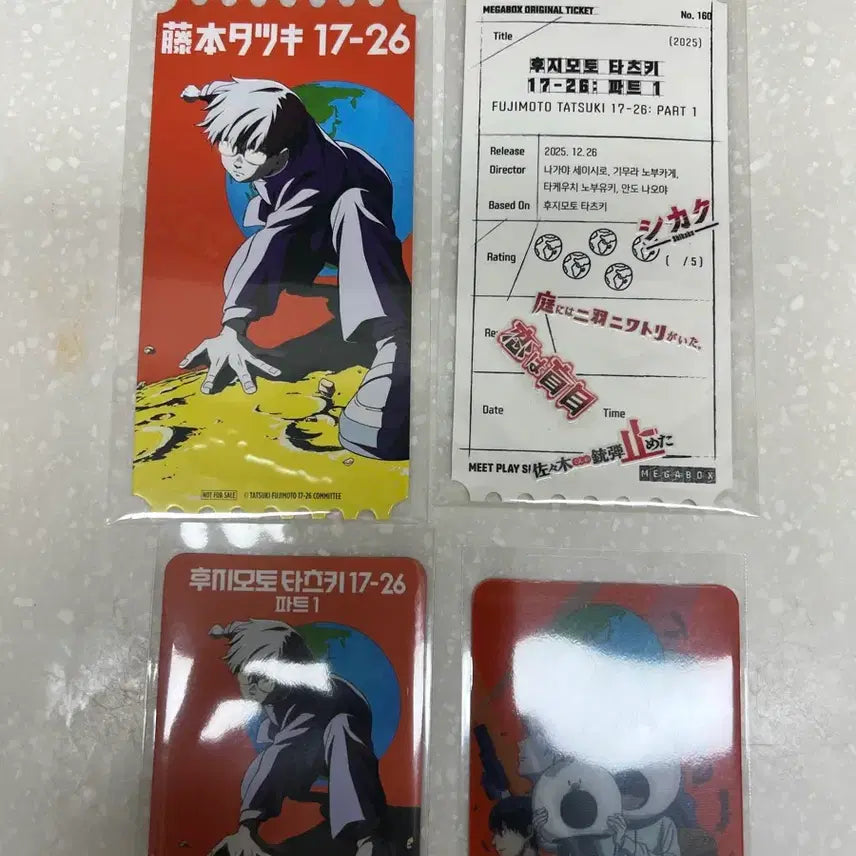 藤本タツキ 17-26
NOT FOR SALE © TATSUKI FUJIMOTO 17-26 COMMITTEE
MEGABOX ORIGINAL TICKET
No. 160
Title
(2025)
후지모토 타츠키
17-26: 파트 1
FUJIMOTO TATSUKI 17-26: PART 1
Release 2025. 12. 26
Director 나가야 세이시로, 기무라 노부카게,
타케우치 노부유키, 안도 나오야
Based On 후지모토 타츠키
シカク
Shikaku
Rating ( /5)
庭には二羽ニワトリがいた。
Re
恋は盲目
Date Time
佐々木 銃弾止めた
MEET PLAY
MEGABOX
후지모토 타츠키 17-26
파트 1